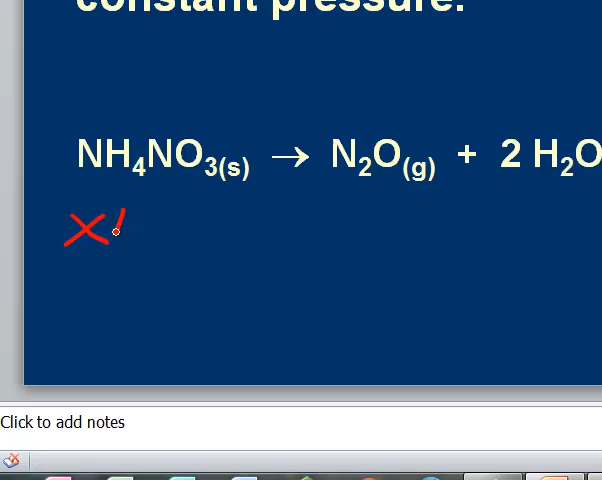 constant pressure.
NH₄NO₃₍ₛ₎ → N₂O₍g₎ + 2 H₂O
X
Click to add notes